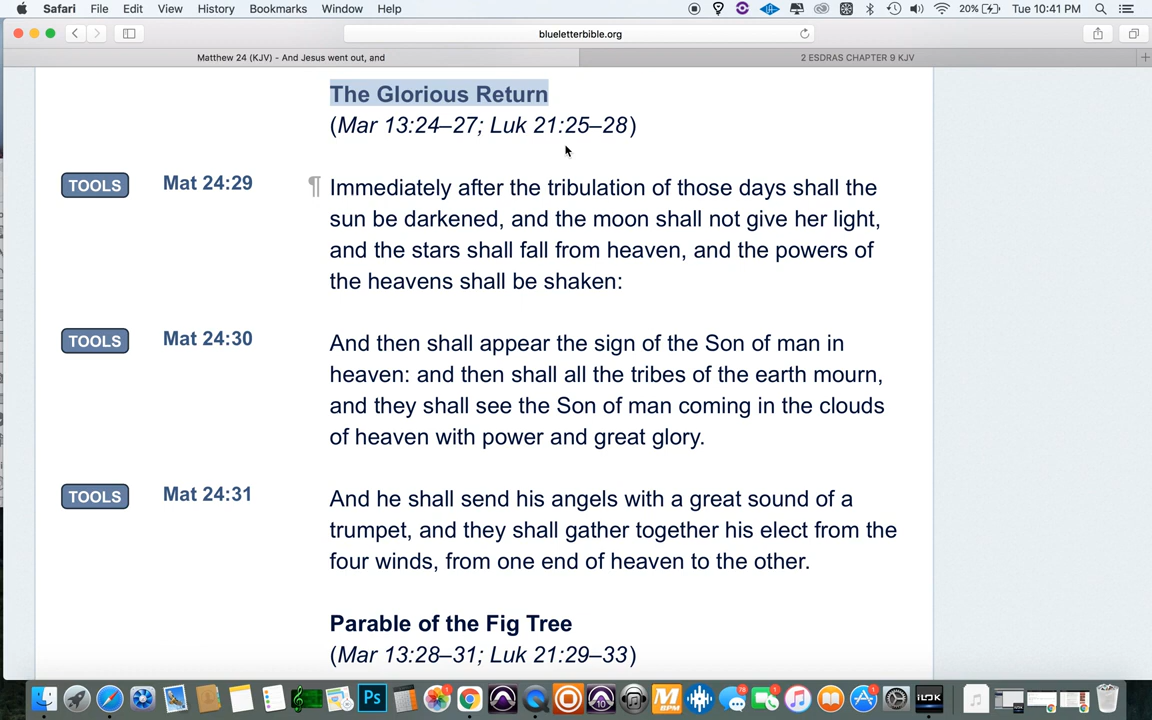 Safari File Edit View History Bookmarks Window Help 20% Tue 10:41 PM
blueletterbible.org
Matthew 24 (KJV) - And Jesus went out, and 2 ESDRAS CHAPTER 9 KJV
The Glorious Return
(Mar 13:24–27; Luk 21:25–28)
TOOLS Mat 24:29 ¶ Immediately after the tribulation of those days shall the
sun be darkened, and the moon shall not give her light,
and the stars shall fall from heaven, and the powers of
the heavens shall be shaken:
TOOLS Mat 24:30 And then shall appear the sign of the Son of man in
heaven: and then shall all the tribes of the earth mourn,
and they shall see the Son of man coming in the clouds
of heaven with power and great glory.
TOOLS Mat 24:31 And he shall send his angels with a great sound of a
trumpet, and they shall gather together his elect from the
four winds, from one end of heaven to the other.
Parable of the Fig Tree
(Mar 13:28–31; Luk 21:29–33)
Ps 10 M BPM iLOK